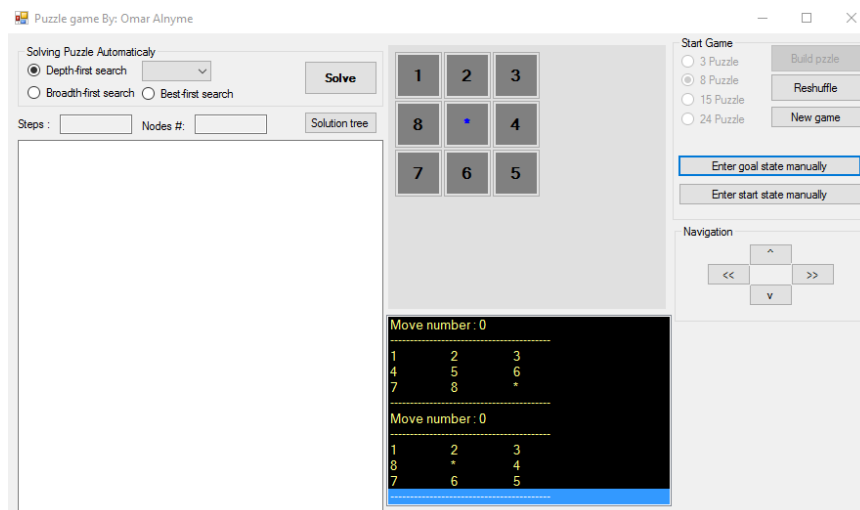 Puzzle game By: Omar Alnyme
Solving Puzzle Automaticaly
Depth-first search
Solve
Broadth-first search Best-first search
Steps : Nodes #: Solution tree
1 2 3
8 * 4
7 6 5
Start Game
3 Puzzle Build pzzle
8 Puzzle Reshuffle
15 Puzzle
24 Puzzle New game
Enter goal state manually
Enter start state manually
Navigation
^
<< >>
v
Move number : 0
----------------------------------------
1 2 3
4 5 6
7 8 *
----------------------------------------
Move number : 0
----------------------------------------
1 2 3
8 * 4
7 6 5
----------------------------------------